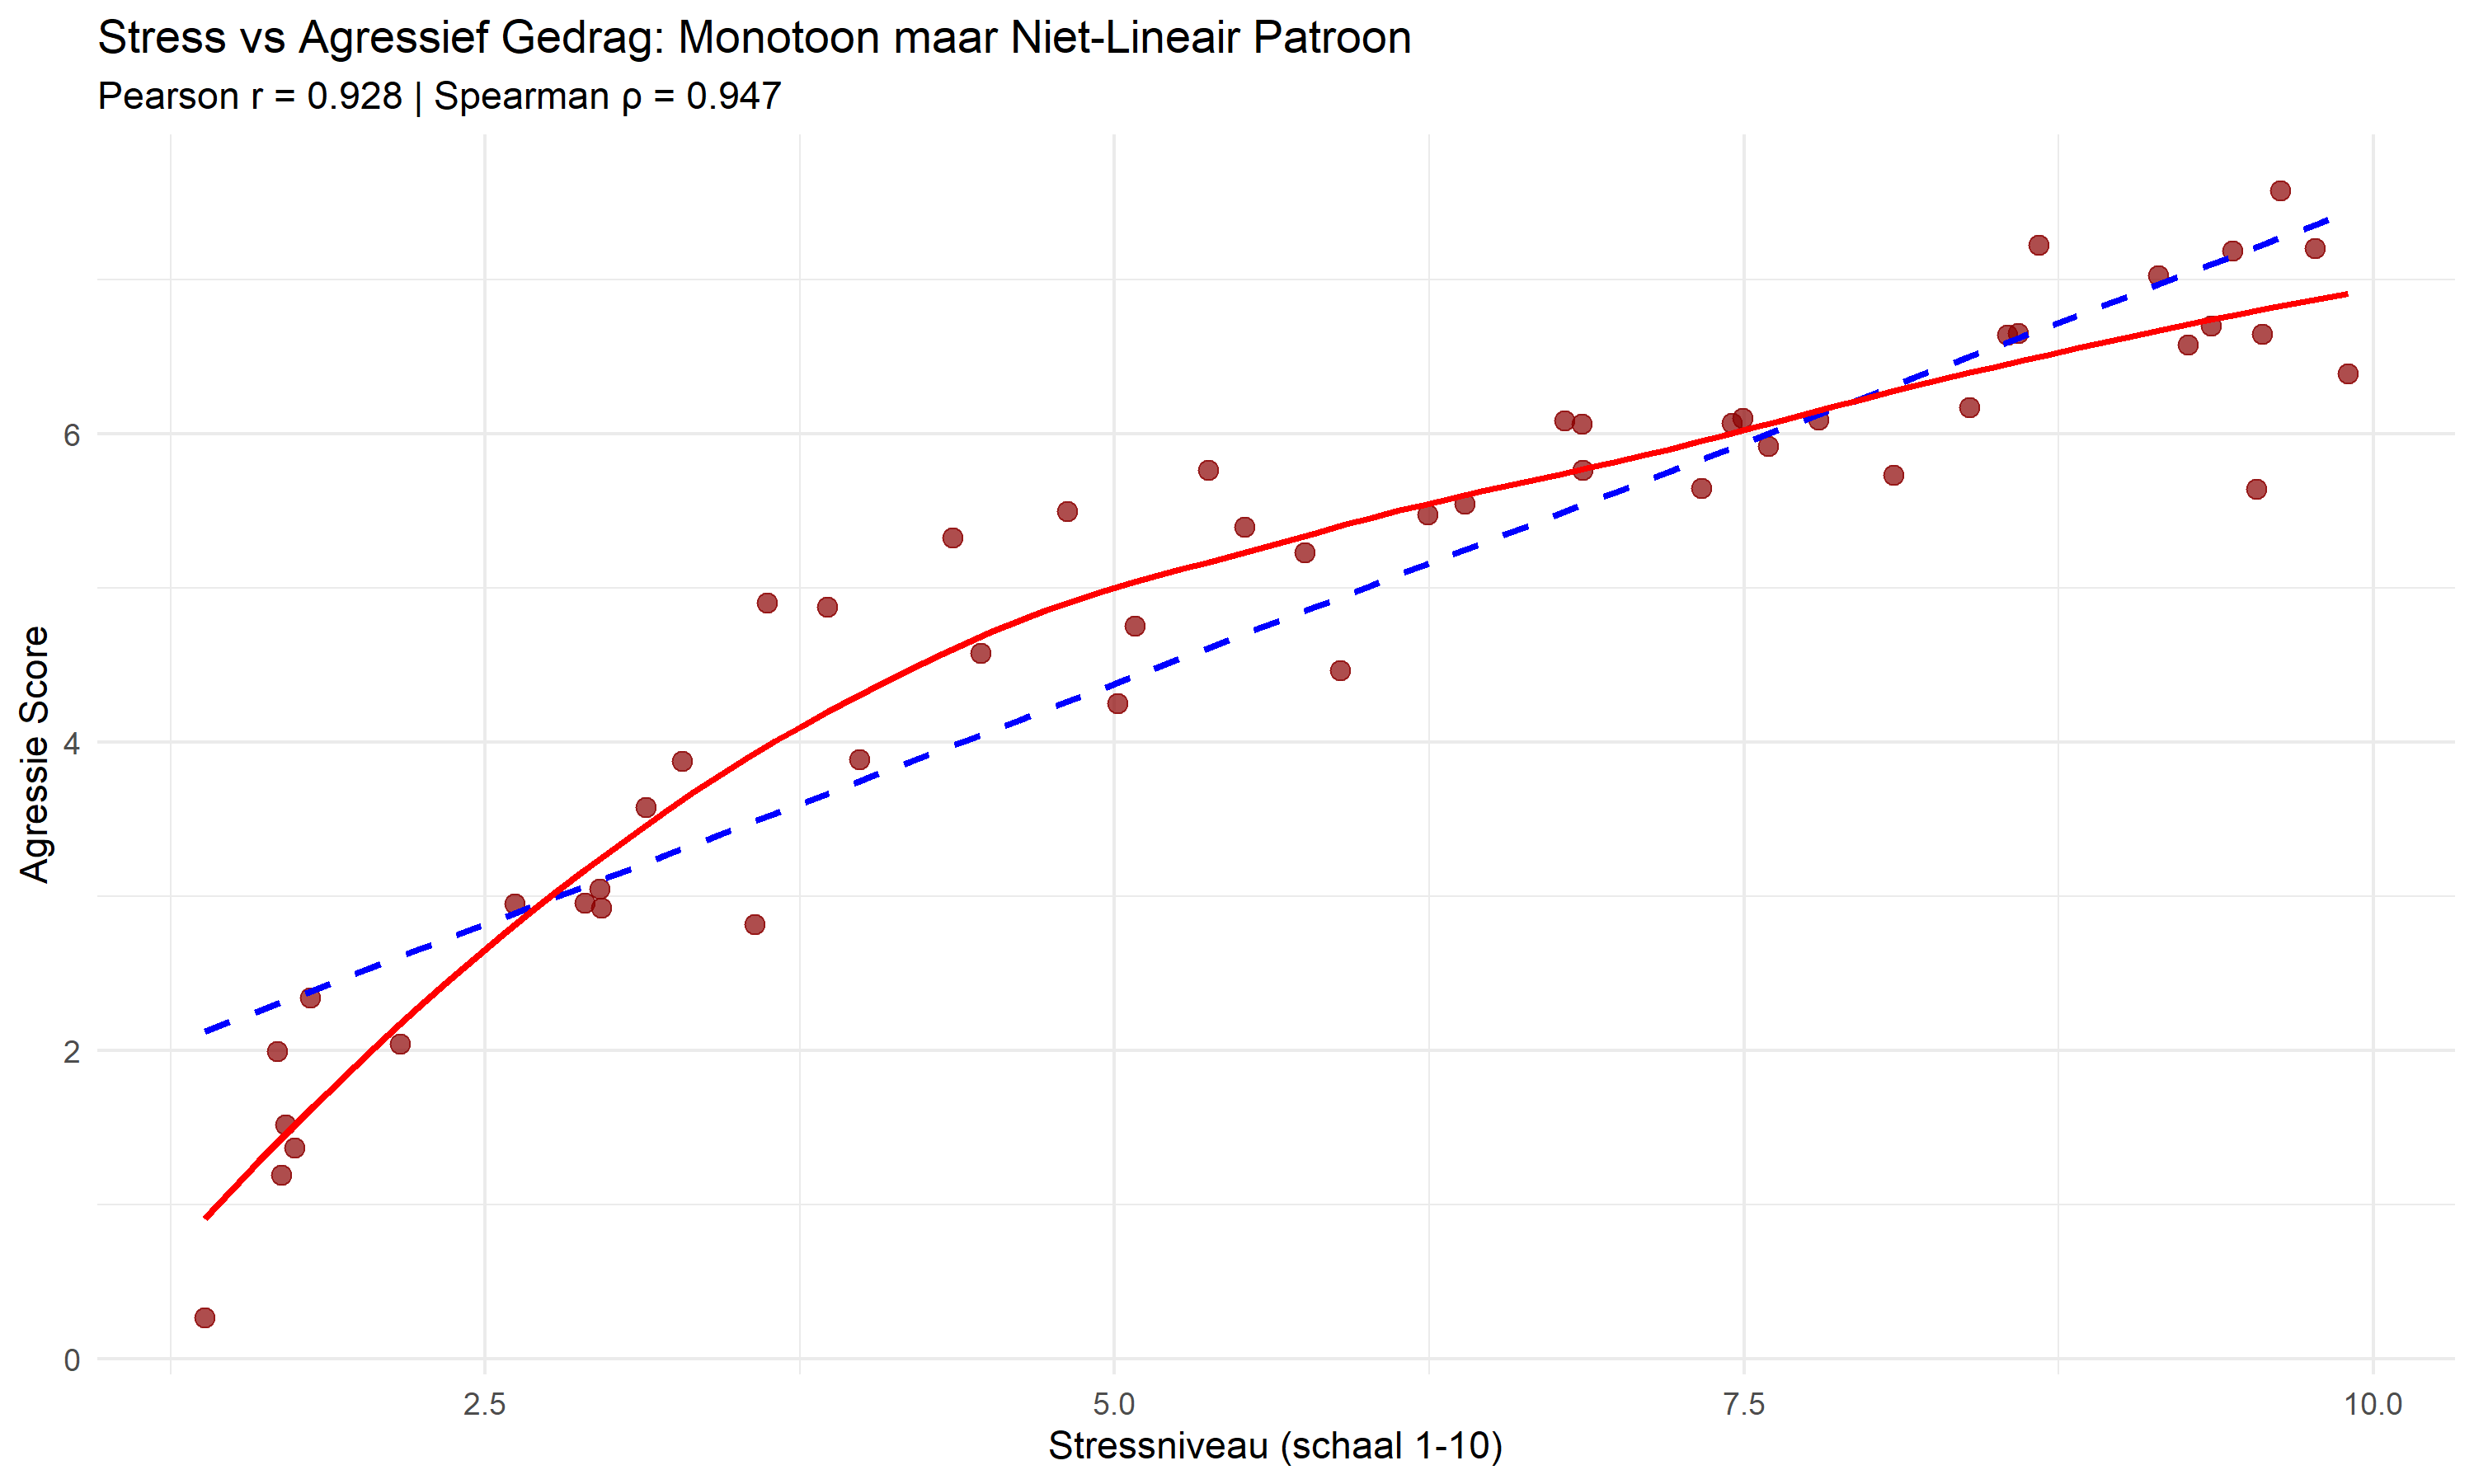 Stress vs Agressief Gedrag: Monotoon maar Niet-Lineair Patroon
Pearson r = 0.928 | Spearman ρ = 0.947
Agressie Score
6
4
2
0
2.5 5.0 7.5 10.0
Stressniveau (schaal 1-10)